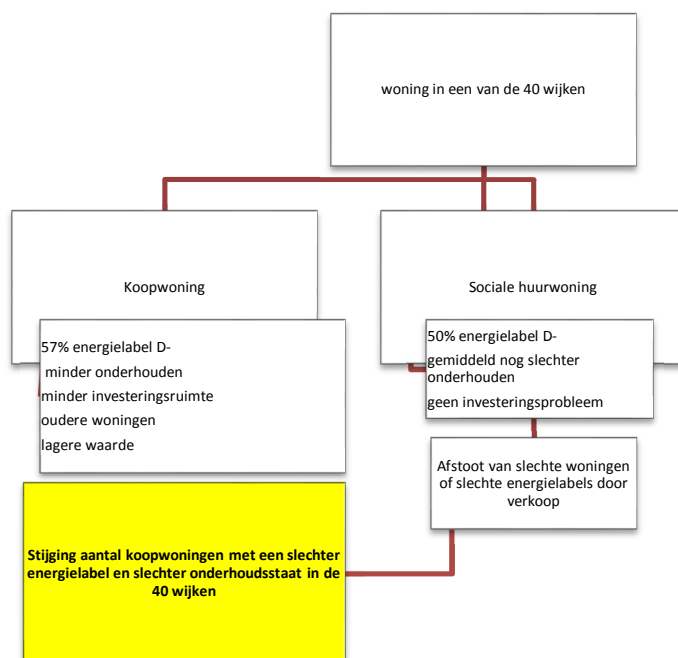 woning in een van de 40 wijken
Koopwoning
57% energielabel D-
minder onderhouden
minder investeringsruimte
oudere woningen
lagere waarde
Sociale huurwoning
50% energielabel D-
gemiddeld nog slechter
onderhouden
geen investeringsprobleem
Afstoot van slechte woningen
of slechte energielabels door
verkoop
Stijging aantal koopwoningen met een slechter
energielabel en slechter onderhoudsstaat in de
40 wijken